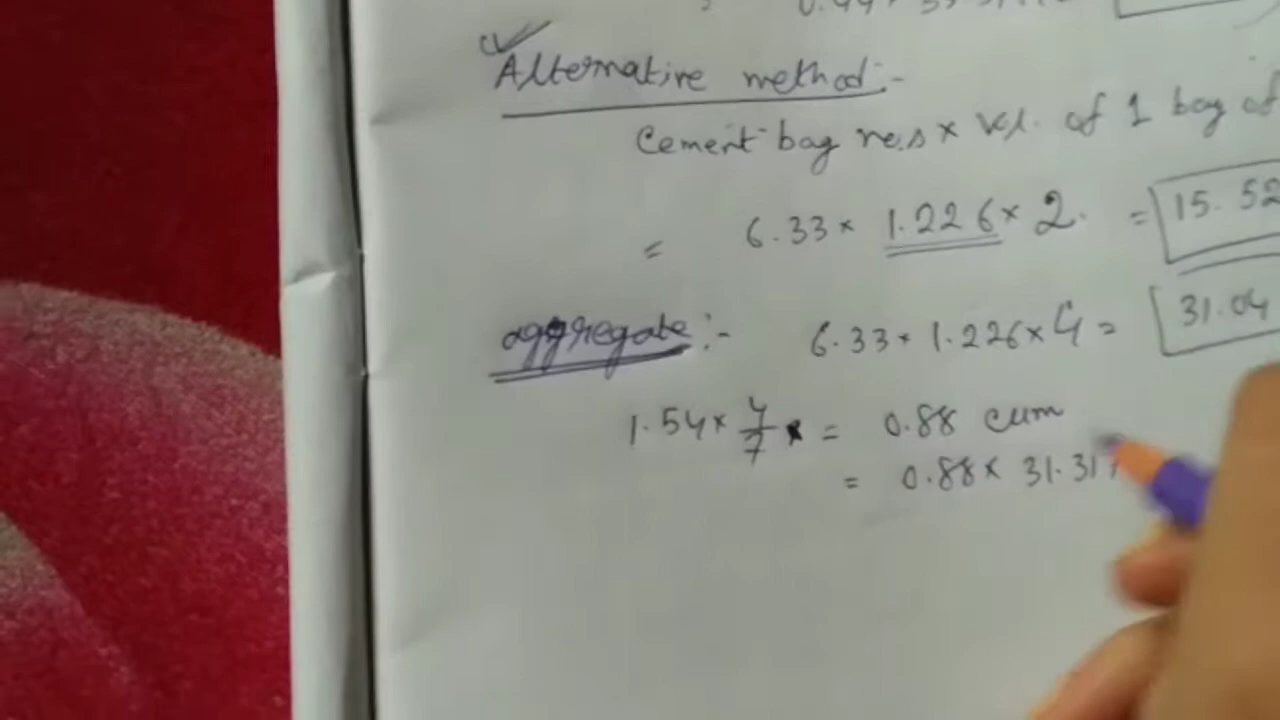 Alternative method:-
Cement bag nos × Vol. of 1 bag of
= 6.33 × 1.226 × 2 = 15.52
aggregate :- 6.33 × 1.226 × 4 = 31.04
1.54 × 4/7 × = 0.88 cum
= 0.88 × 31.31